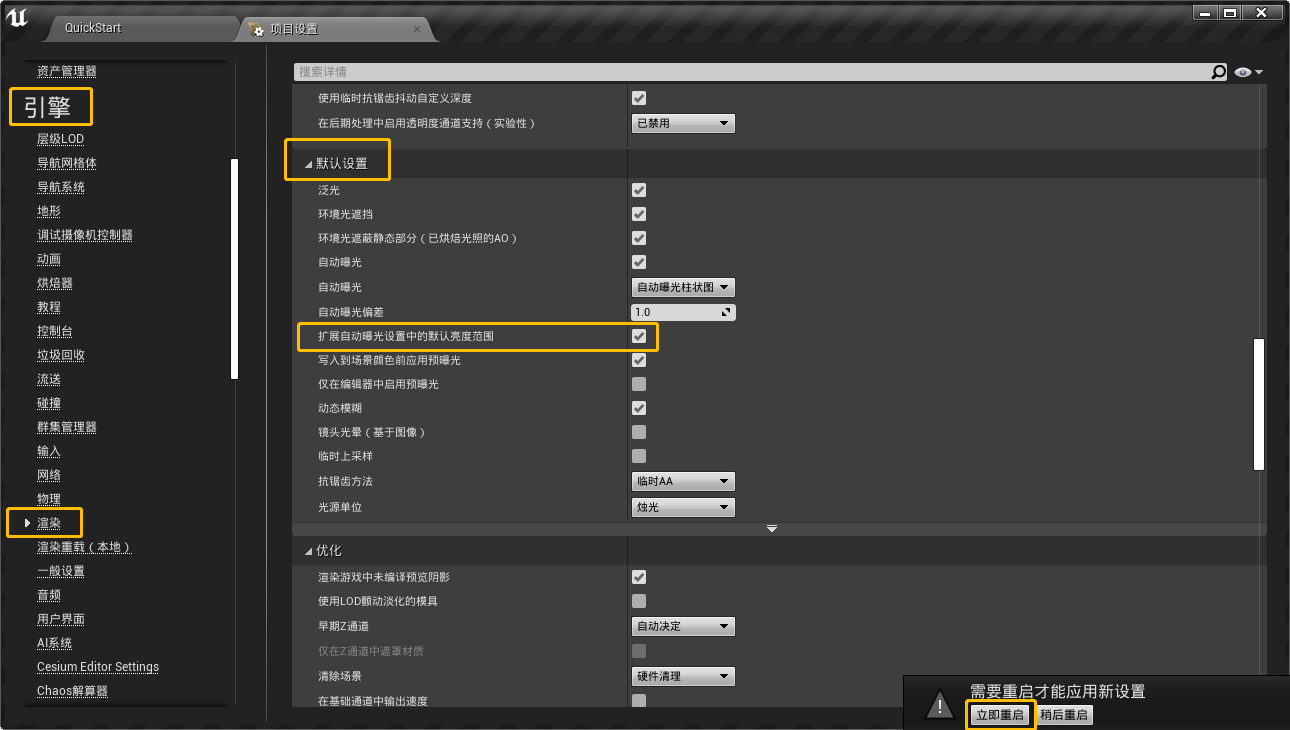 QuickStart
项目设置
资产管理器
引擎
层级LOD
导航网格体
导航系统
地形
调试摄像机控制器
动画
烘焙器
教程
控制台
垃圾回收
流送
碰撞
群集管理器
输入
网络
物理
渲染
渲染重载（本地）
一般设置
音频
用户界面
AI系统
Cesium Editor Settings
Chaos解算器
搜索详情
使用临时抗锯齿抖动自定义深度
在后期处理中启用透明度通道支持（实验性） 已禁用
默认设置
泛光
环境光遮挡
环境光遮蔽静态部分（已烘焙光照的AO）
自动曝光
自动曝光 自动曝光柱状图
自动曝光偏差 1.0
扩展自动曝光设置中的默认亮度范围
写入到场景颜色前应用预曝光
仅在编辑器中启用预曝光
动态模糊
镜头光晕（基于图像）
临时上采样
抗锯齿方法 临时AA
光源单位 烛光
优化
渲染游戏中未编译预览阴影
使用LOD颤动淡化的模具
早期Z通道 自动决定
仅在Z通道中遮罩材质
清除场景 硬件清理
在基础通道中输出速度
需要重启才能应用新设置
立即重启 稍后重启